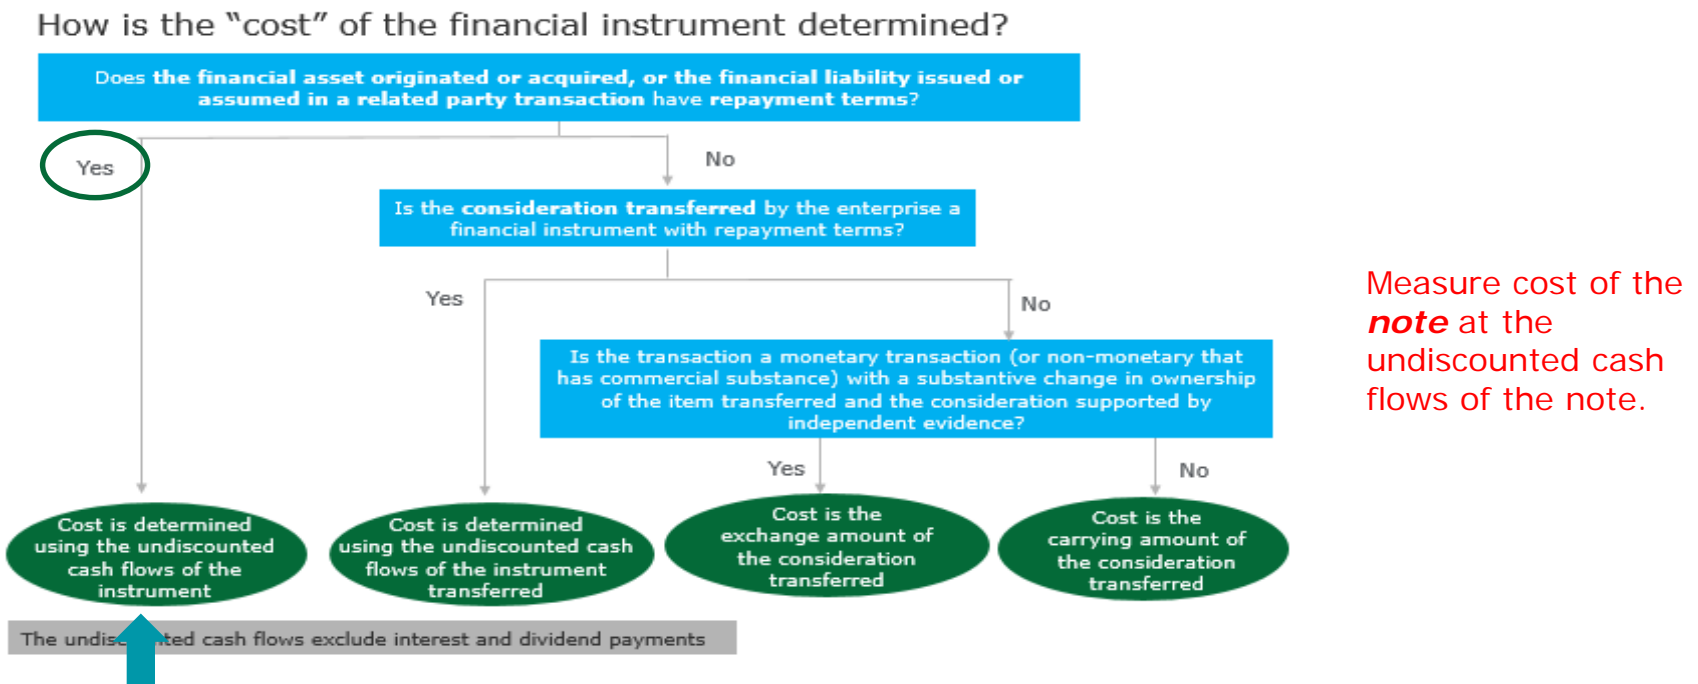 How is the “cost” of the financial instrument determined?
Does the financial asset originated or acquired, or the financial liability issued or
assumed in a related party transaction have repayment terms?
Yes
No
Is the consideration transferred by the enterprise a
financial instrument with repayment terms?
Yes
No
Is the transaction a monetary transaction (or non-monetary that
has commercial substance) with a substantive change in ownership
of the item transferred and the consideration supported by
independent evidence?
Yes
No
Cost is determined
using the undiscounted
cash flows of the
instrument
Cost is determined
using the undiscounted cash
flows of the instrument
transferred
Cost is the
exchange amount of
the consideration
transferred
Cost is the
carrying amount of
the consideration
transferred
The undiscounted cash flows exclude interest and dividend payments
Measure cost of the
note at the
undiscounted cash
flows of the note.